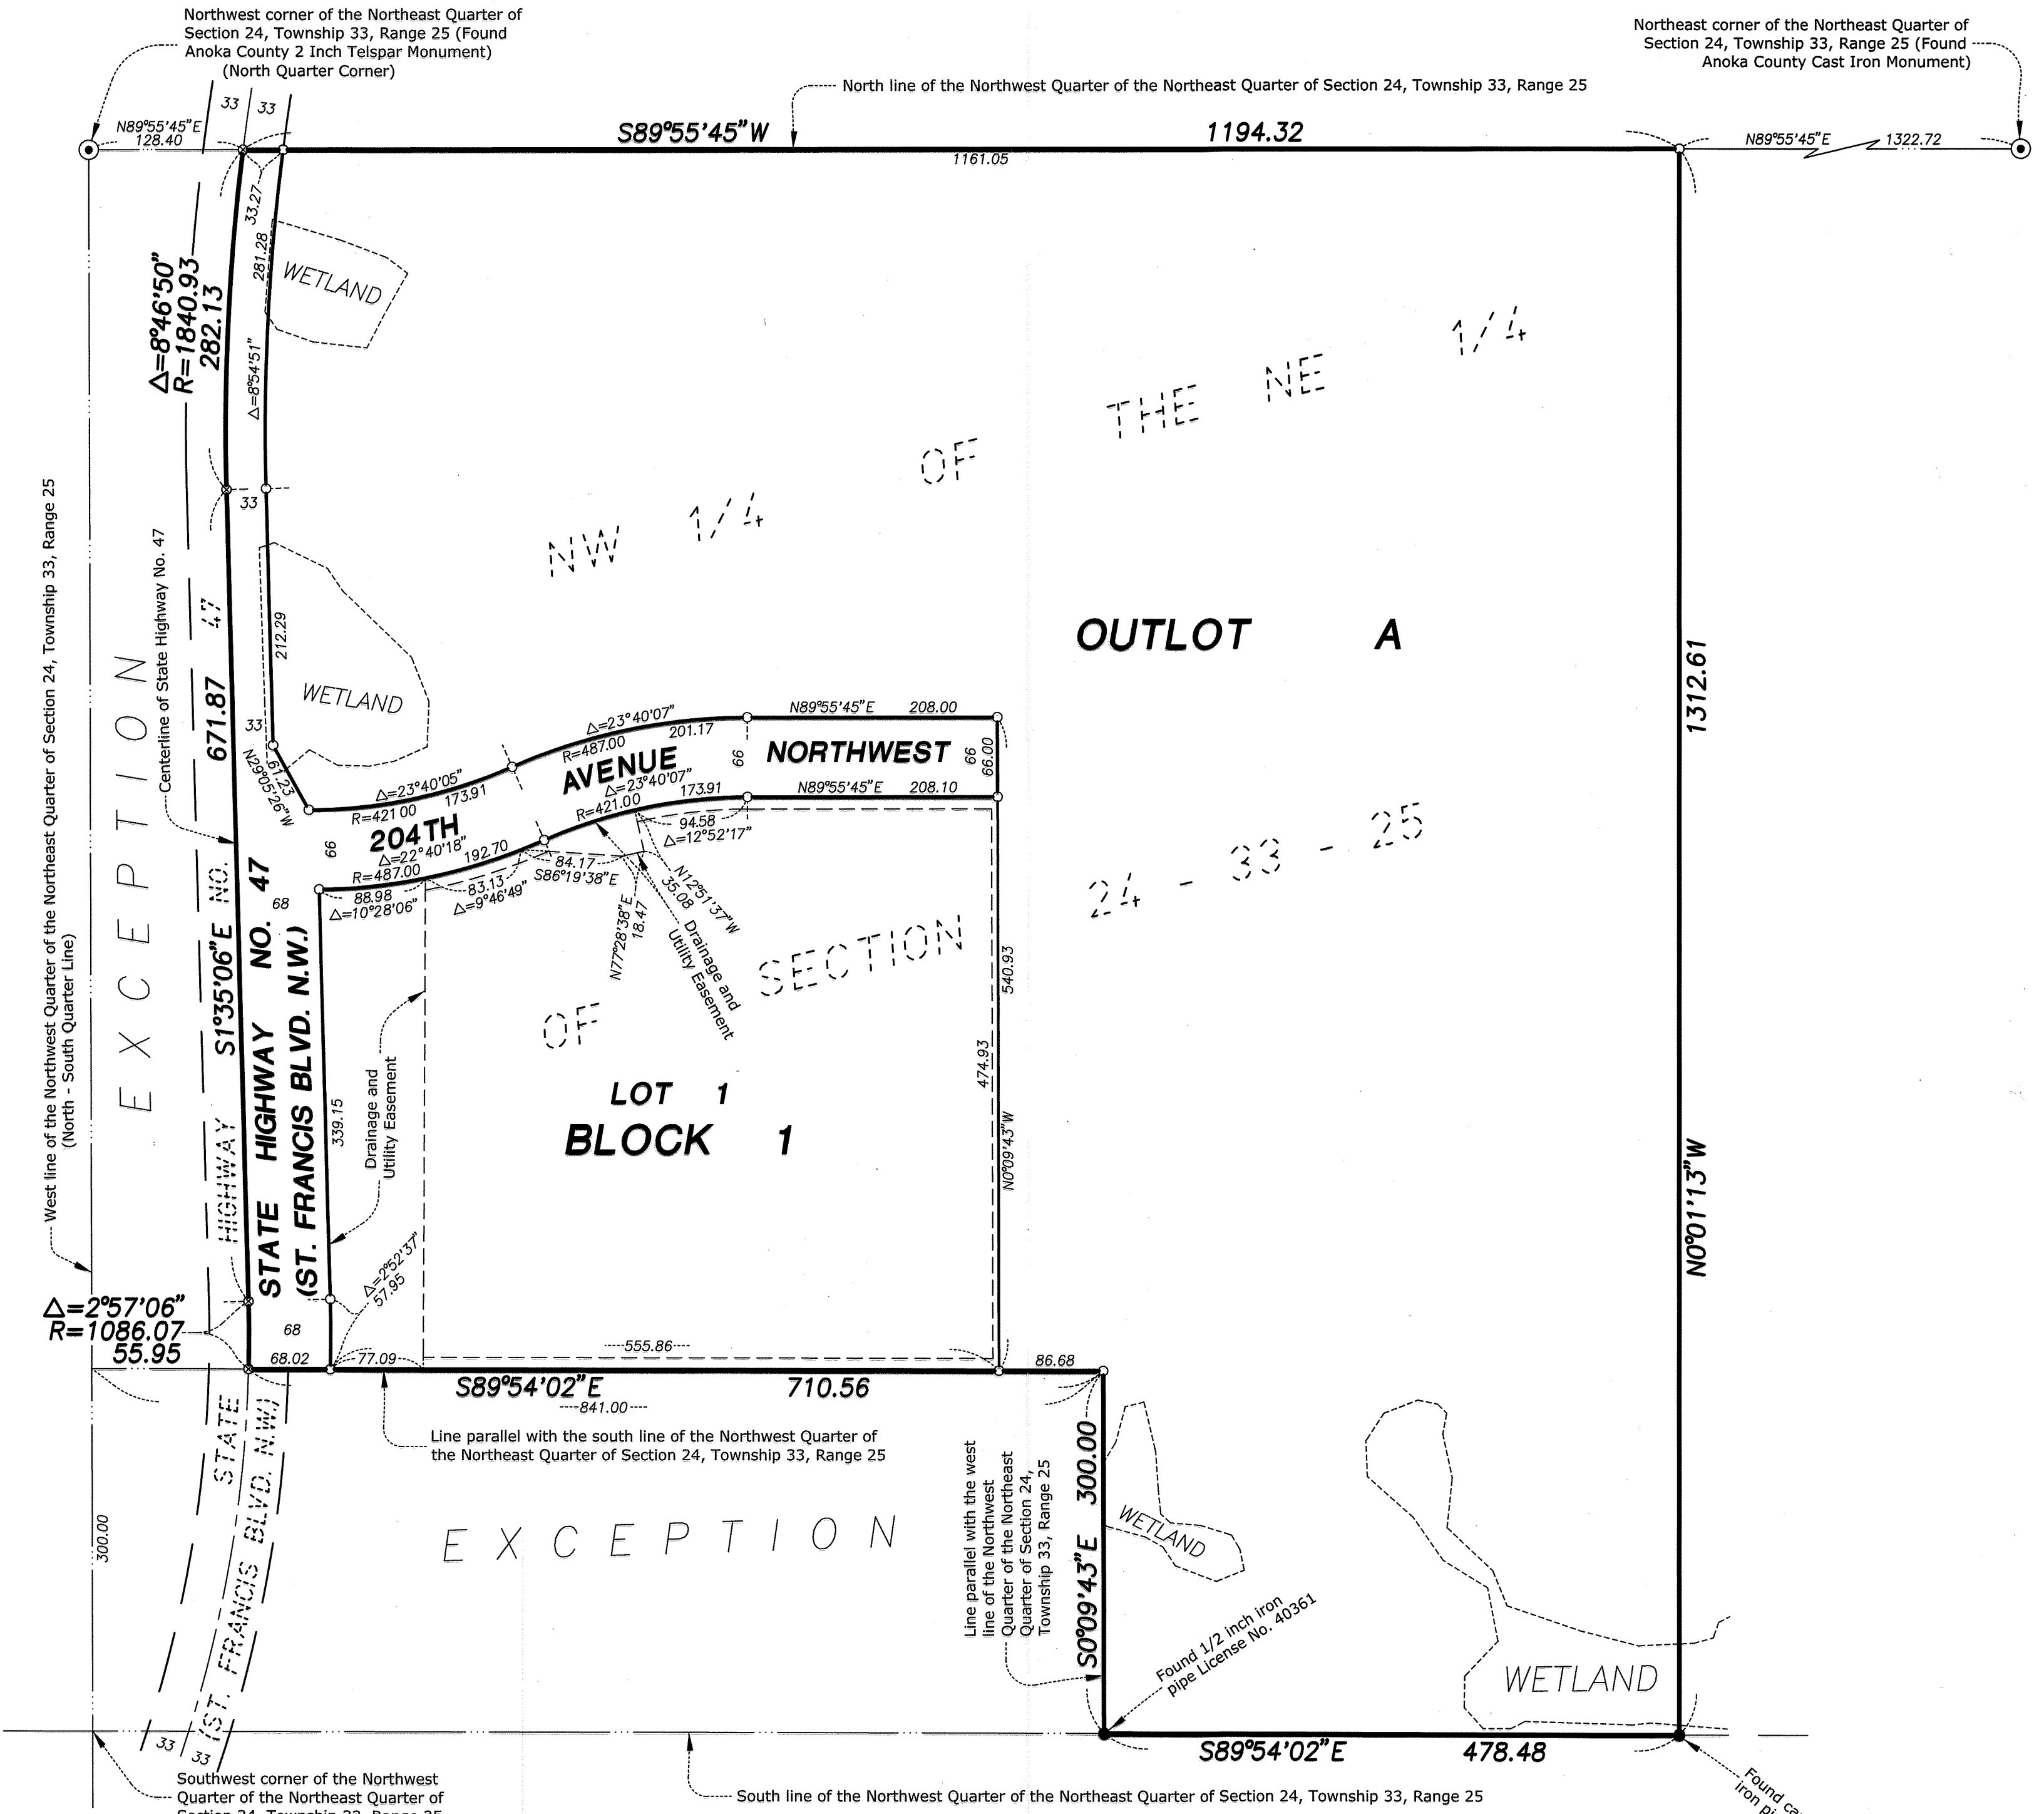 Northwest corner of the Northeast Quarter of
Section 24, Township 33, Range 25 (Found
Anoka County 2 Inch Telspar Monument)
(North Quarter Corner)
Northeast corner of the Northeast Quarter of
Section 24, Township 33, Range 25 (Found
Anoka County Cast Iron Monument)
North line of the Northwest Quarter of the Northeast Quarter of Section 24, Township 33, Range 25
33 33
N89°55'45"E
128.40
S89°55'45"W 1194.32
1161.05
N89°55'45"E 1322.72
33.27
281.28
Δ=8°54'51"
WETLAND
Δ=8°46'50"
R=1840.93
282.13
33
NW 1/4 OF THE NE 1/4
OF SECTION 24 - 33 - 25
OUTLOT A
1312.61
N0°01'13"W
West line of the Northwest Quarter of the Northeast Quarter of Section 24, Township 33, Range 25
(North - South Quarter Line)
EXCEPTION
Centerline of State Highway No. 47
STATE HIGHWAY NO. 47
671.87
S1°35'06"E
212.29
WETLAND
33
61.23
N29°05'26"W
Δ=23°40'05"
R=421.00 173.91
Δ=23°40'07"
R=487.00 201.17
N89°55'45"E 208.00
204TH AVENUE NORTHWEST
66
66
66
66.00
Δ=23°40'07"
R=421.00 173.91
N89°55'45"E 208.10
Δ=22°40'18"
R=487.00 192.70
94.58
Δ=12°52'17"
88.98
Δ=10°28'06"
83.13
Δ=9°46'49"
84.17
S86°19'38"E
N77°28'38"E
18.47
N12°51'37"W
35.08
Drainage and
Utility Easement
68
STATE HIGHWAY NO. 47
(ST. FRANCIS BLVD. N.W.)
339.15
Drainage and
Utility Easement
540.93
474.93
N0°09'43"W
LOT 1
BLOCK 1
Δ=2°52'37"
57.95
Δ=2°57'06"
R=1086.07
55.95
68
68.02
77.09
555.86
86.68
S89°54'02"E 710.56
841.00
Line parallel with the south line of the Northwest Quarter of
the Northeast Quarter of Section 24, Township 33, Range 25
STATE
(ST. FRANCIS BLVD. N.W.)
300.00
EXCEPTION
Line parallel with the west
line of the Northwest
Quarter of the Northeast
Quarter of Section 24,
Township 33, Range 25
S0°09'43"E 300.00
WETLAND
Found 1/2 inch iron
pipe License No. 40361
WETLAND
33 33
S89°54'02"E 478.48
Southwest corner of the Northwest
Quarter of the Northeast Quarter of
Section 24, Township 33, Range 25
South line of the Northwest Quarter of the Northeast Quarter of Section 24, Township 33, Range 25
Found
iron